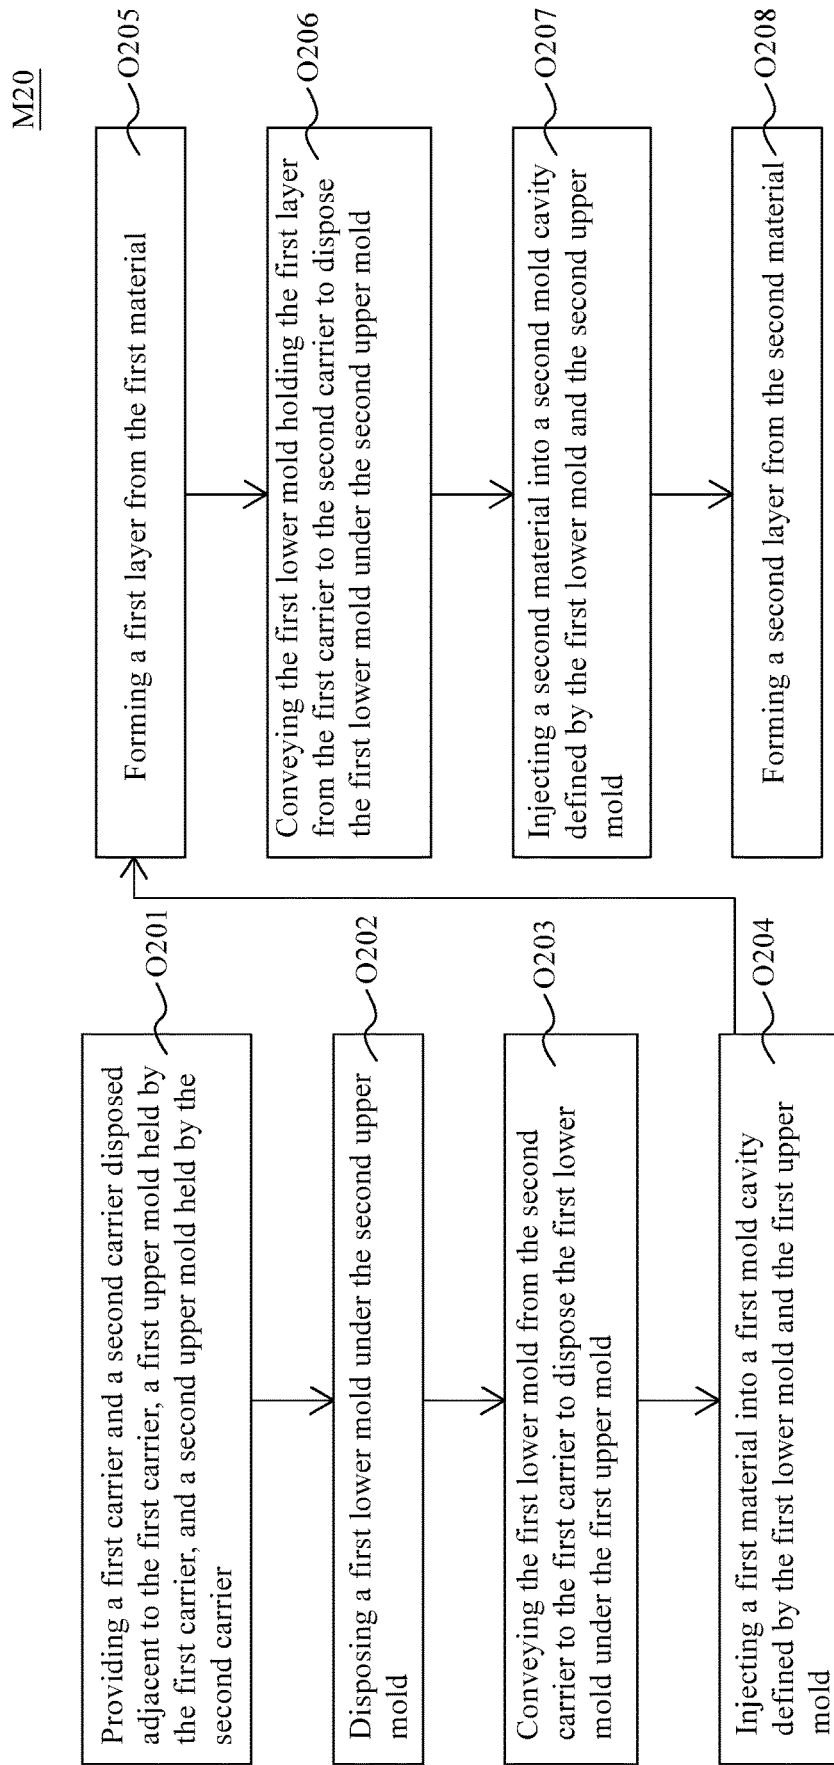 M20
Providing a first carrier and a second carrier disposed
adjacent to the first carrier, a first upper mold held by
the first carrier, and a second upper mold held by the
second carrier
O201
Disposing a first lower mold under the second upper
mold
O202
Conveying the first lower mold from the second
carrier to the first carrier to dispose the first lower
mold under the first upper mold
O203
Injecting a first material into a first mold cavity
defined by the first lower mold and the first upper
mold
O204
Forming a first layer from the first material
O205
Conveying the first lower mold holding the first layer
from the first carrier to the second carrier to dispose
the first lower mold under the second upper mold
O206
Injecting a second material into a second mold cavity
defined by the first lower mold and the second upper
mold
O207
Forming a second layer from the second material
O208